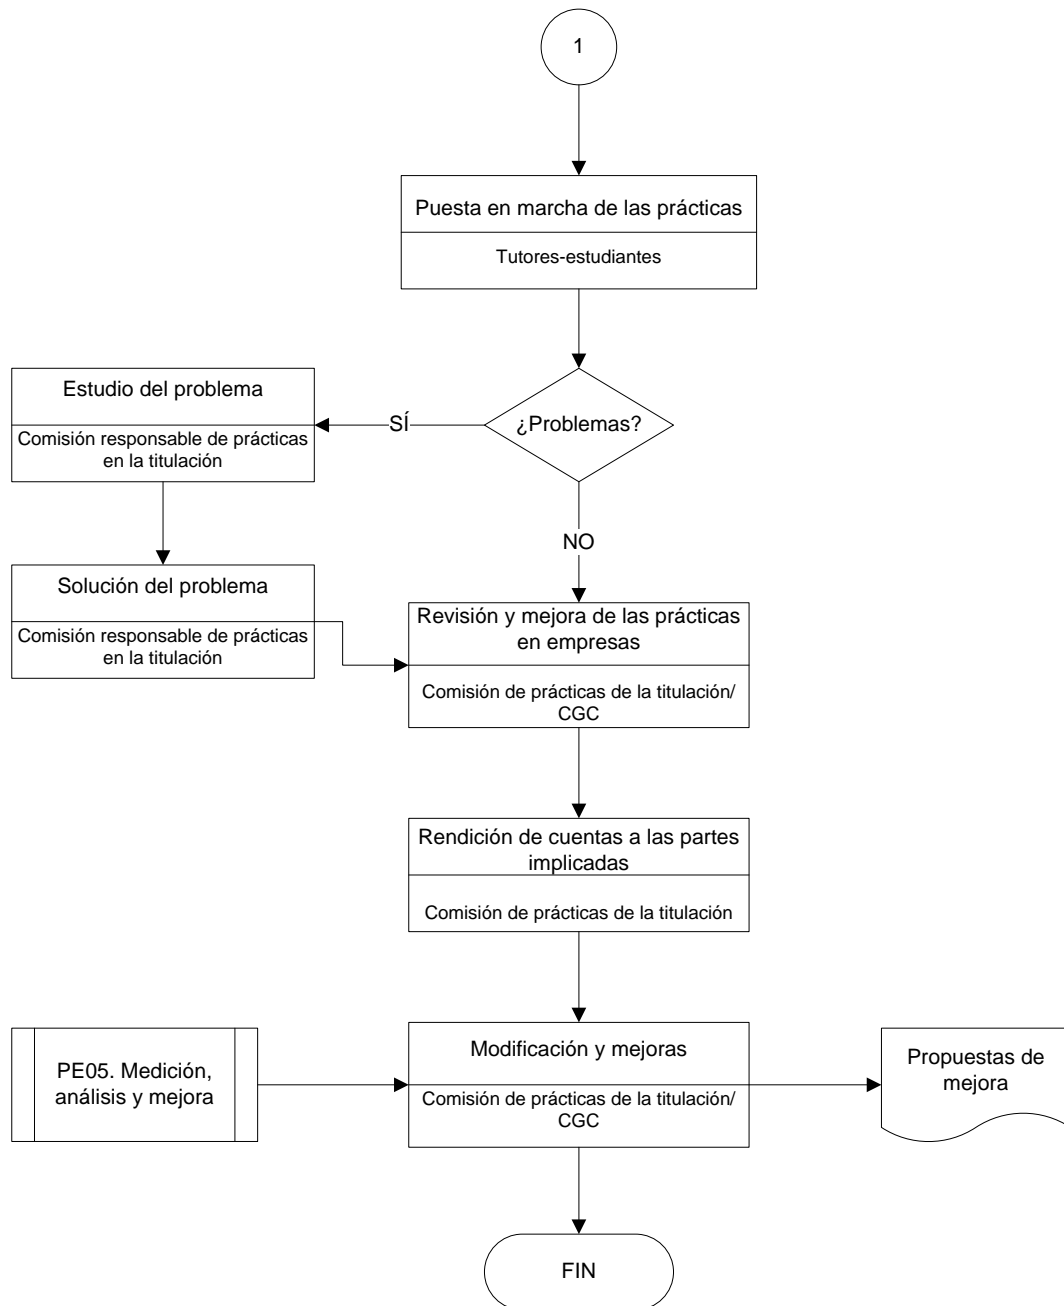 1
Puesta en marcha de las prácticas
Tutores-estudiantes
¿Problemas?
SÍ
Estudio del problema
Comisión responsable de prácticas
en la titulación
Solución del problema
Comisión responsable de prácticas
en la titulación
NO
Revisión y mejora de las prácticas
en empresas
Comisión de prácticas de la titulación/
CGC
Rendición de cuentas a las partes
implicadas
Comisión de prácticas de la titulación
PE05. Medición,
análisis y mejora
Modificación y mejoras
Comisión de prácticas de la titulación/
CGC
Propuestas de
mejora
FIN